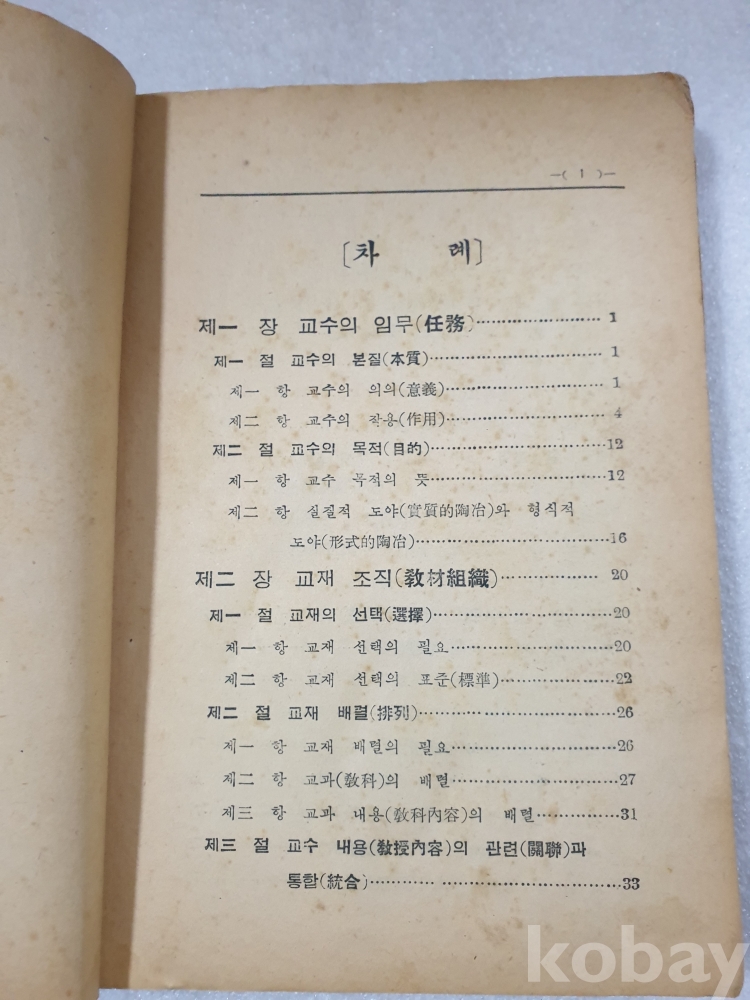 —( 1 )—
[차 례]
제一 장 교수의 임무(任務)……………………1
제一 절 교수의 본질(本質)……………………1
제一 항 교수의 의의(意義)……………………1
제二 항 교수의 작용(作用)……………………4
제二 절 교수의 목적(目的)……………………12
제一 항 교수 목적의 뜻……………………12
제二 항 실질적 도야(實質的陶冶)와 형식적
도야(形式的陶冶)……………………16
제二 장 교재 조직(敎材組織)……………………20
제一 절 교재의 선택(選擇)……………………20
제一 항 교재 선택의 필요……………………20
제二 항 교재 선택의 표준(標準)……………………22
제二 절 교재 배렬(排列)……………………26
제一 항 교재 배렬의 필요……………………26
제二 항 교과(敎科)의 배렬……………………27
제三 항 교과 내용(敎科內容)의 배렬……………………31
제三 절 교수 내용(敎授內容)의 관련(關聯)과
통합(統合)……………………33
kobay